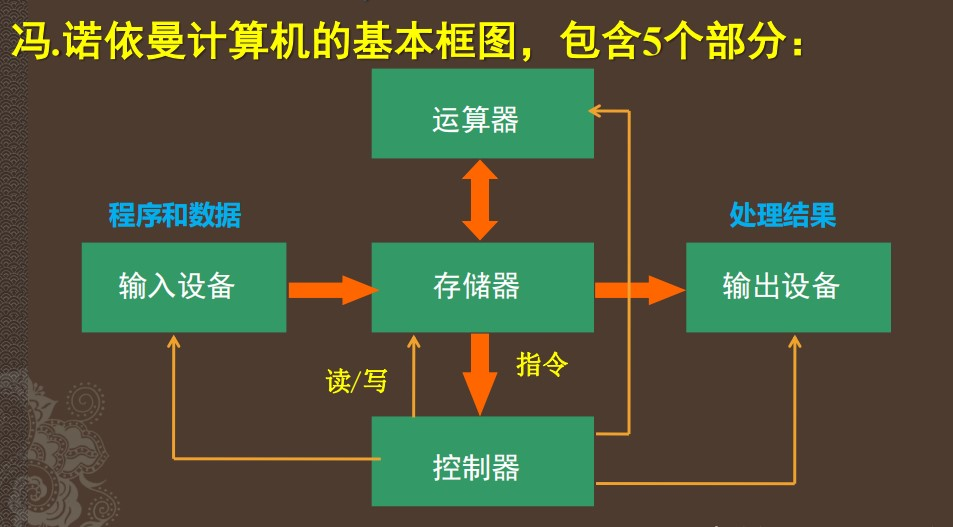 冯.诺依曼计算机的基本框图，包含5个部分：
运算器
程序和数据
处理结果
输入设备
存储器
输出设备
读/写
指令
控制器